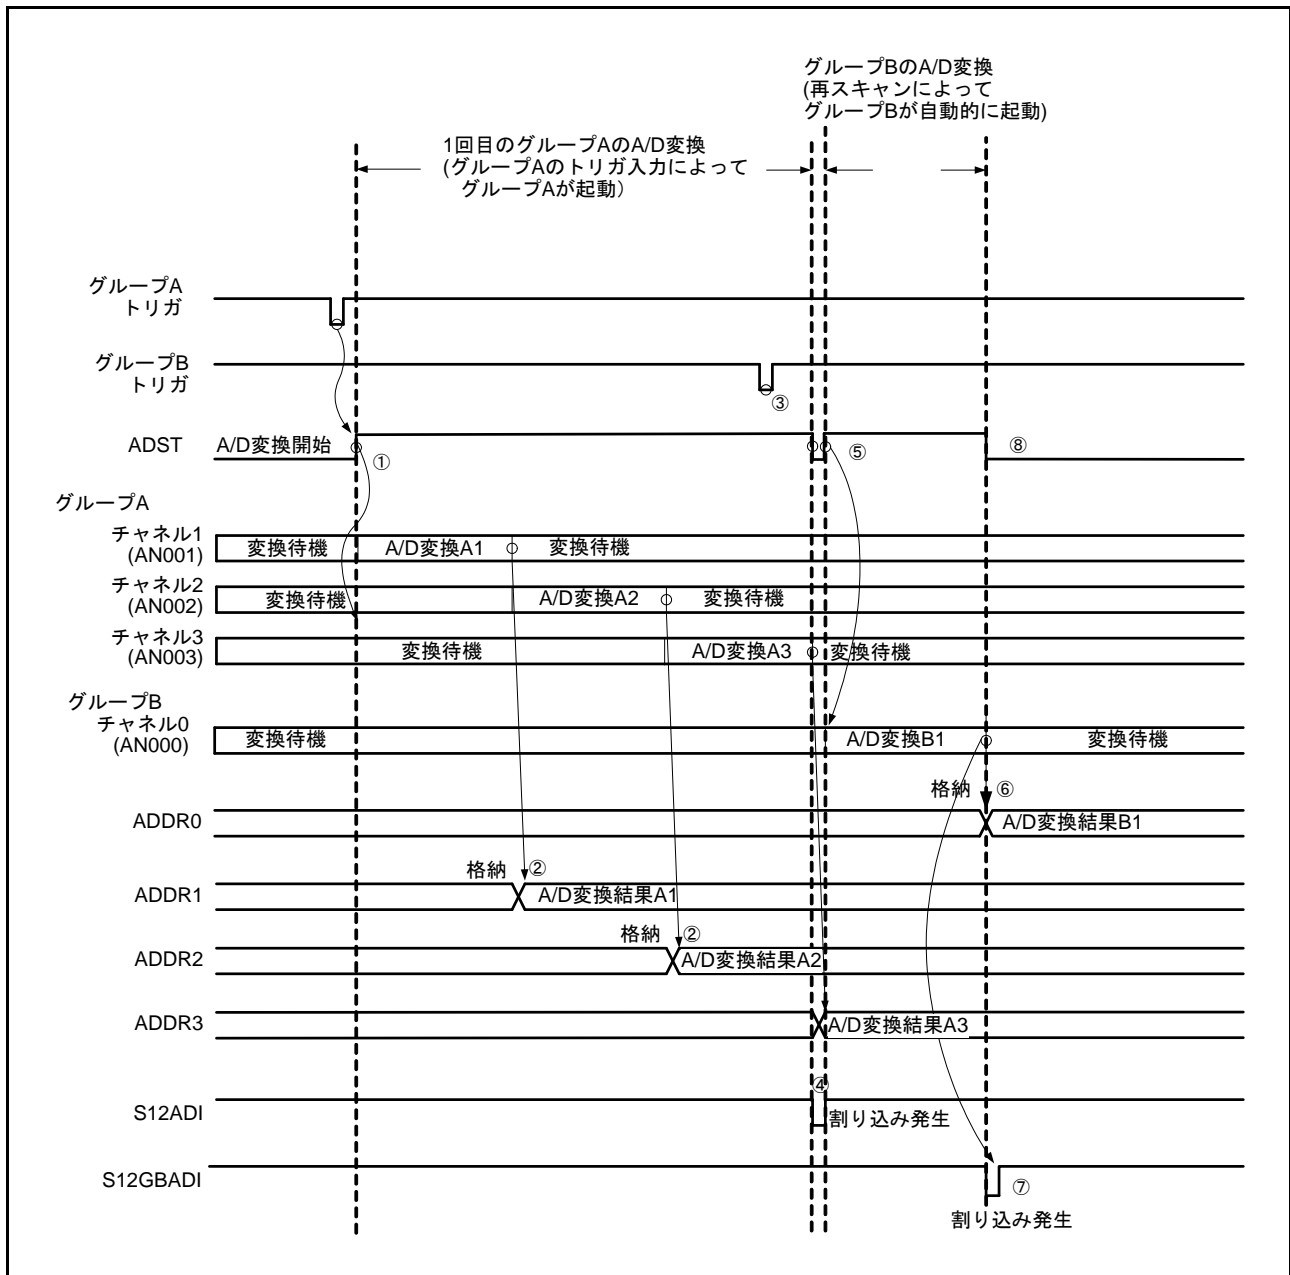 グループBのA/D変換
(再スキャンによって
グループBが自動的に起動)
1回目のグループAのA/D変換
(グループAのトリガ入力によって
グループAが起動)
グループA
トリガ
グループB
トリガ
③
ADST
A/D変換開始
①
⑤
⑧
グループA
チャネル1
(AN001)
変換待機
A/D変換A1
変換待機
チャネル2
(AN002)
変換待機
A/D変換A2
変換待機
チャネル3
(AN003)
変換待機
A/D変換A3
変換待機
グループB
チャネル0
(AN000)
変換待機
A/D変換B1
変換待機
格納 ⑥
ADDR0
A/D変換結果B1
格納 ②
ADDR1
A/D変換結果A1
格納 ②
ADDR2
A/D変換結果A2
ADDR3
A/D変換結果A3
④
S12ADI
割り込み発生
S12GBADI
⑦
割り込み発生